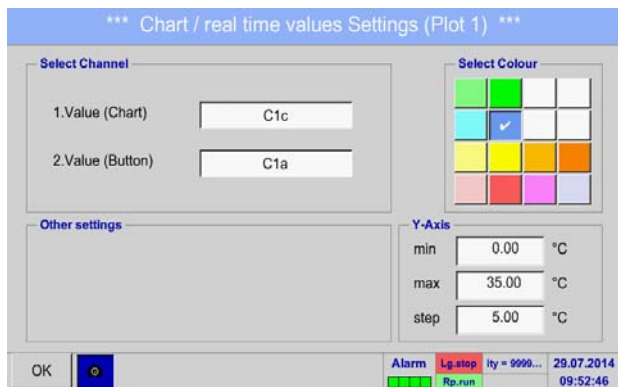 *** Chart / real time values Settings (Plot 1) ***
Select Channel
1.Value (Chart) C1c
2.Value (Button) C1a
Select Colour
Other settings
Y-Axis
min 0.00 °C
max 35.00 °C
step 5.00 °C
OK
Alarm Lg.stop ity = 9999... 29.07.2014
Rp.run 09:52:46